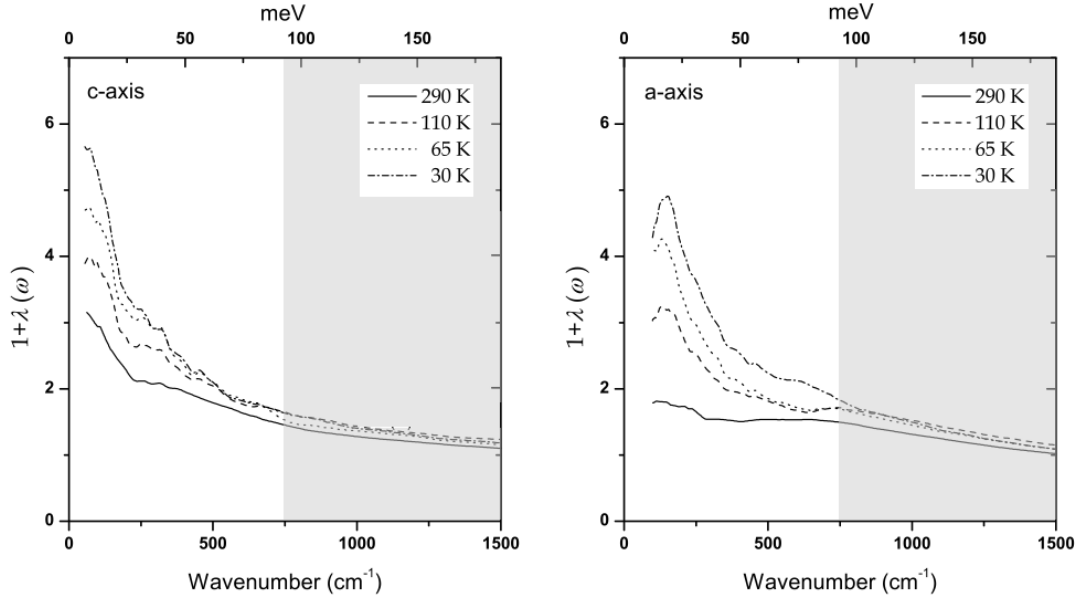 meV
0 50 100 150
c-axis
290 K
110 K
65 K
30 K
6
4
2
0
1+λ(ω)
0 500 1000 1500
Wavenumber (cm⁻¹)
meV
0 50 100 150
a-axis
290 K
110 K
65 K
30 K
6
4
2
0
1+λ(ω)
0 500 1000 1500
Wavenumber (cm⁻¹)